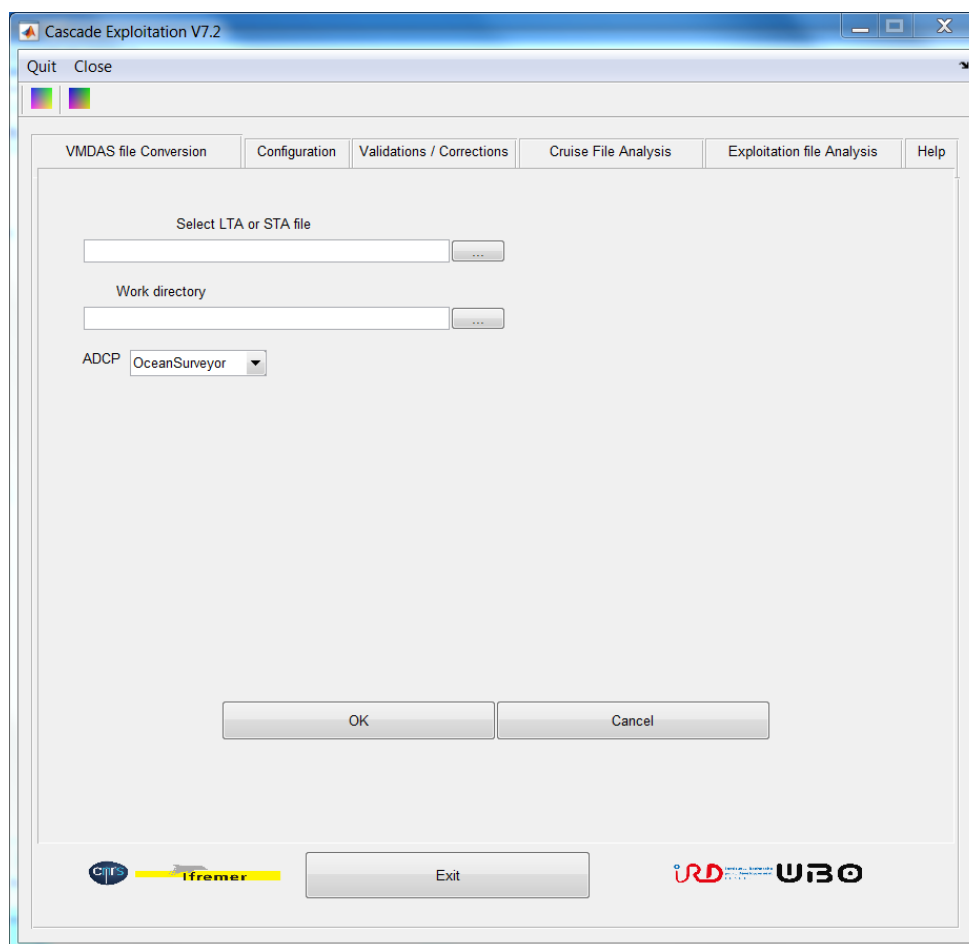 Cascade Exploitation V7.2
Quit Close
VMDAS file Conversion Configuration Validations / Corrections Cruise File Analysis Exploitation file Analysis Help
Select LTA or STA file
...
Work directory
...
ADCP OceanSurveyor
OK Cancel
cnrs Ifremer Exit IRD UBO